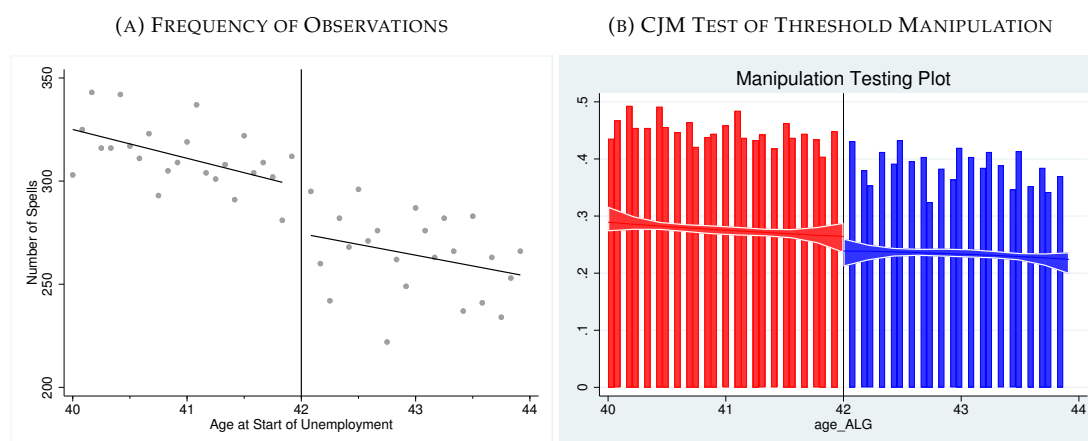 (A) FREQUENCY OF OBSERVATIONS
350
300
250
200
Number of Spells
40 41 42 43 44
Age at Start of Unemployment
(B) CJM TEST OF THRESHOLD MANIPULATION
Manipulation Testing Plot
.5
.4
.3
.2
.1
0
40 41 42 43 44
age_ALG